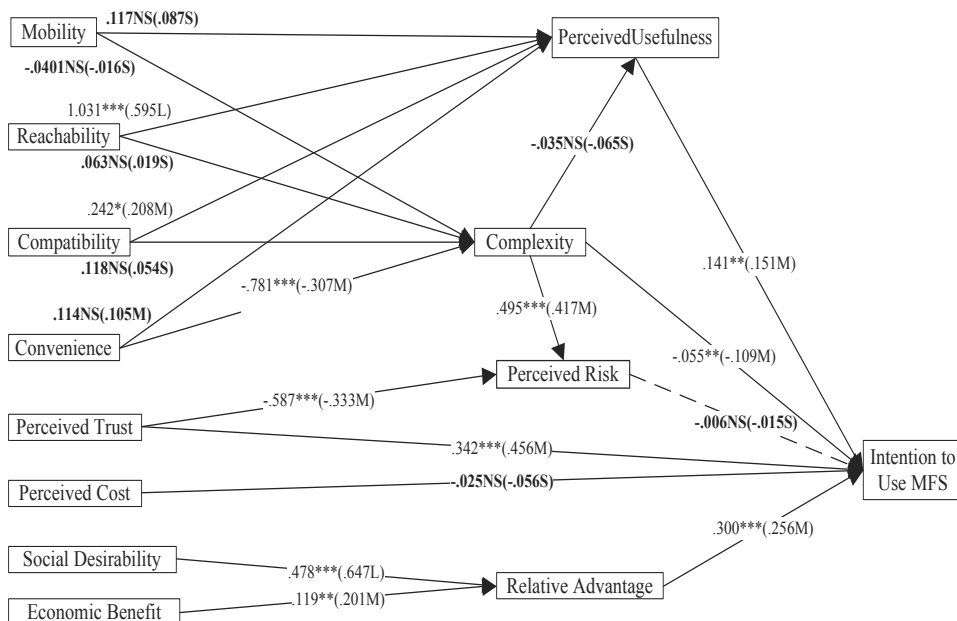 .117NS(.087S)
Mobility
PerceivedUsefulness
-.0401NS(-.016S)
1.031***(.595L)
Reachability
-.035NS(-.065S)
.063NS(.019S)
.242*(.208M)
Compatibility
Complexity
.118NS(.054S)
.141**(.151M)
-.781***(-.307M)
.114NS(.105M)
.495***(.417M)
Convenience
-.055**(-.109M)
Perceived Risk
-.587***(-.333M)
Perceived Trust
-.006NS(-.015S)
.342***(.456M)
Intention to
Use MFS
Perceived Cost
-.025NS(-.056S)
.300***(.256M)
Social Desirability
.478***(.647L)
Relative Advantage
.119**(.201M)
Economic Benefit